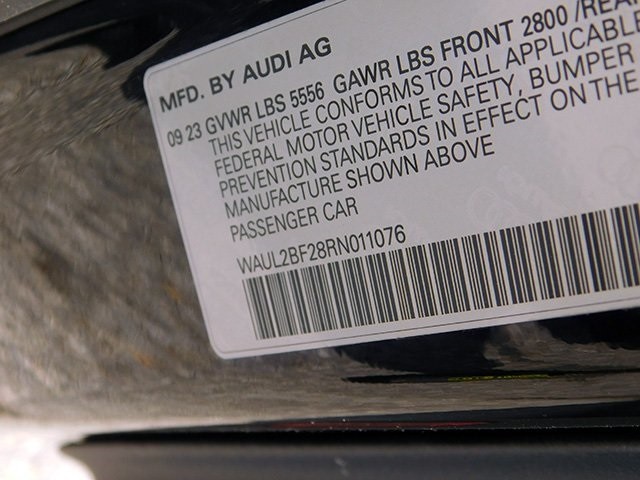 MFD. BY AUDI AG
09 23 GVWR LBS 5556 GAWR LBS FRONT 2800 /REAR
THIS VEHICLE CONFORMS TO ALL APPLICABLE
FEDERAL MOTOR VEHICLE SAFETY, BUMPER
PREVENTION STANDARDS IN EFFECT ON THE
MANUFACTURE SHOWN ABOVE
PASSENGER CAR
WAUL2BF28RN011076